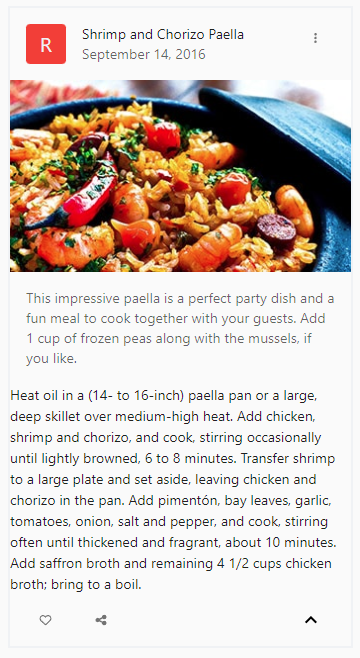 R
Shrimp and Chorizo Paella
September 14, 2016
This impressive paella is a perfect party dish and a
fun meal to cook together with your guests. Add
1 cup of frozen peas along with the mussels, if
you like.
Heat oil in a (14- to 16-inch) paella pan or a large,
deep skillet over medium-high heat. Add chicken,
shrimp and chorizo, and cook, stirring occasionally
until lightly browned, 6 to 8 minutes. Transfer shrimp
to a large plate and set aside, leaving chicken and
chorizo in the pan. Add pimentón, bay leaves, garlic,
tomatoes, onion, salt and pepper, and cook, stirring
often until thickened and fragrant, about 10 minutes.
Add saffron broth and remaining 4 1/2 cups chicken
broth; bring to a boil.